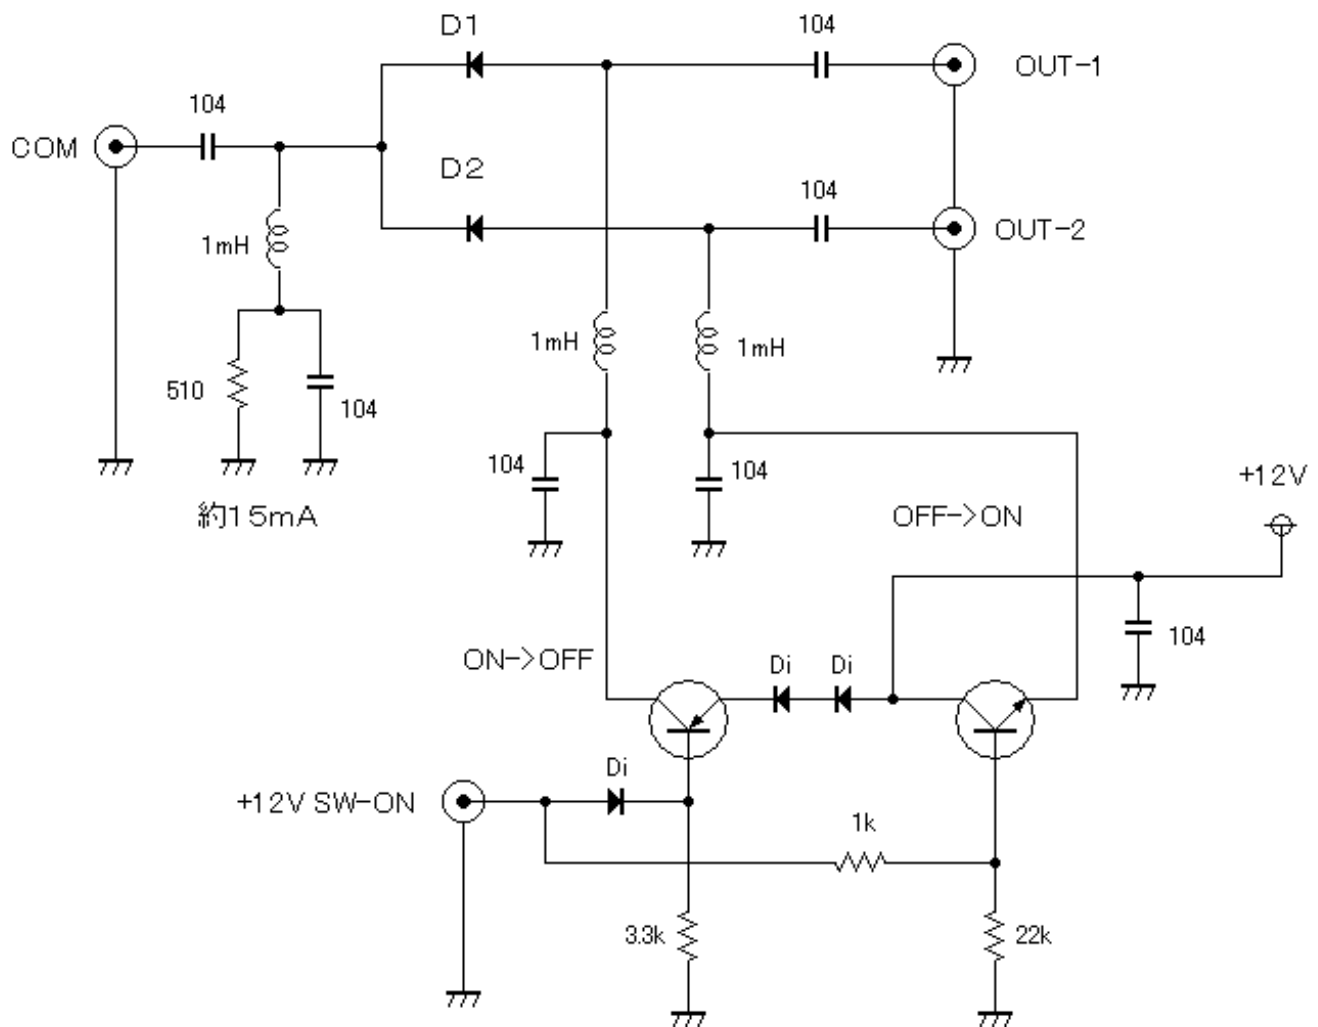 D1
104
OUT-1
104
COM
D2
104
OUT-2
1mH
1mH
1mH
510
104
104
104
+12V
約15mA
OFF->ON
104
ON->OFF
Di
Di
Di
+12V SW-ON
1k
3.3k
22k